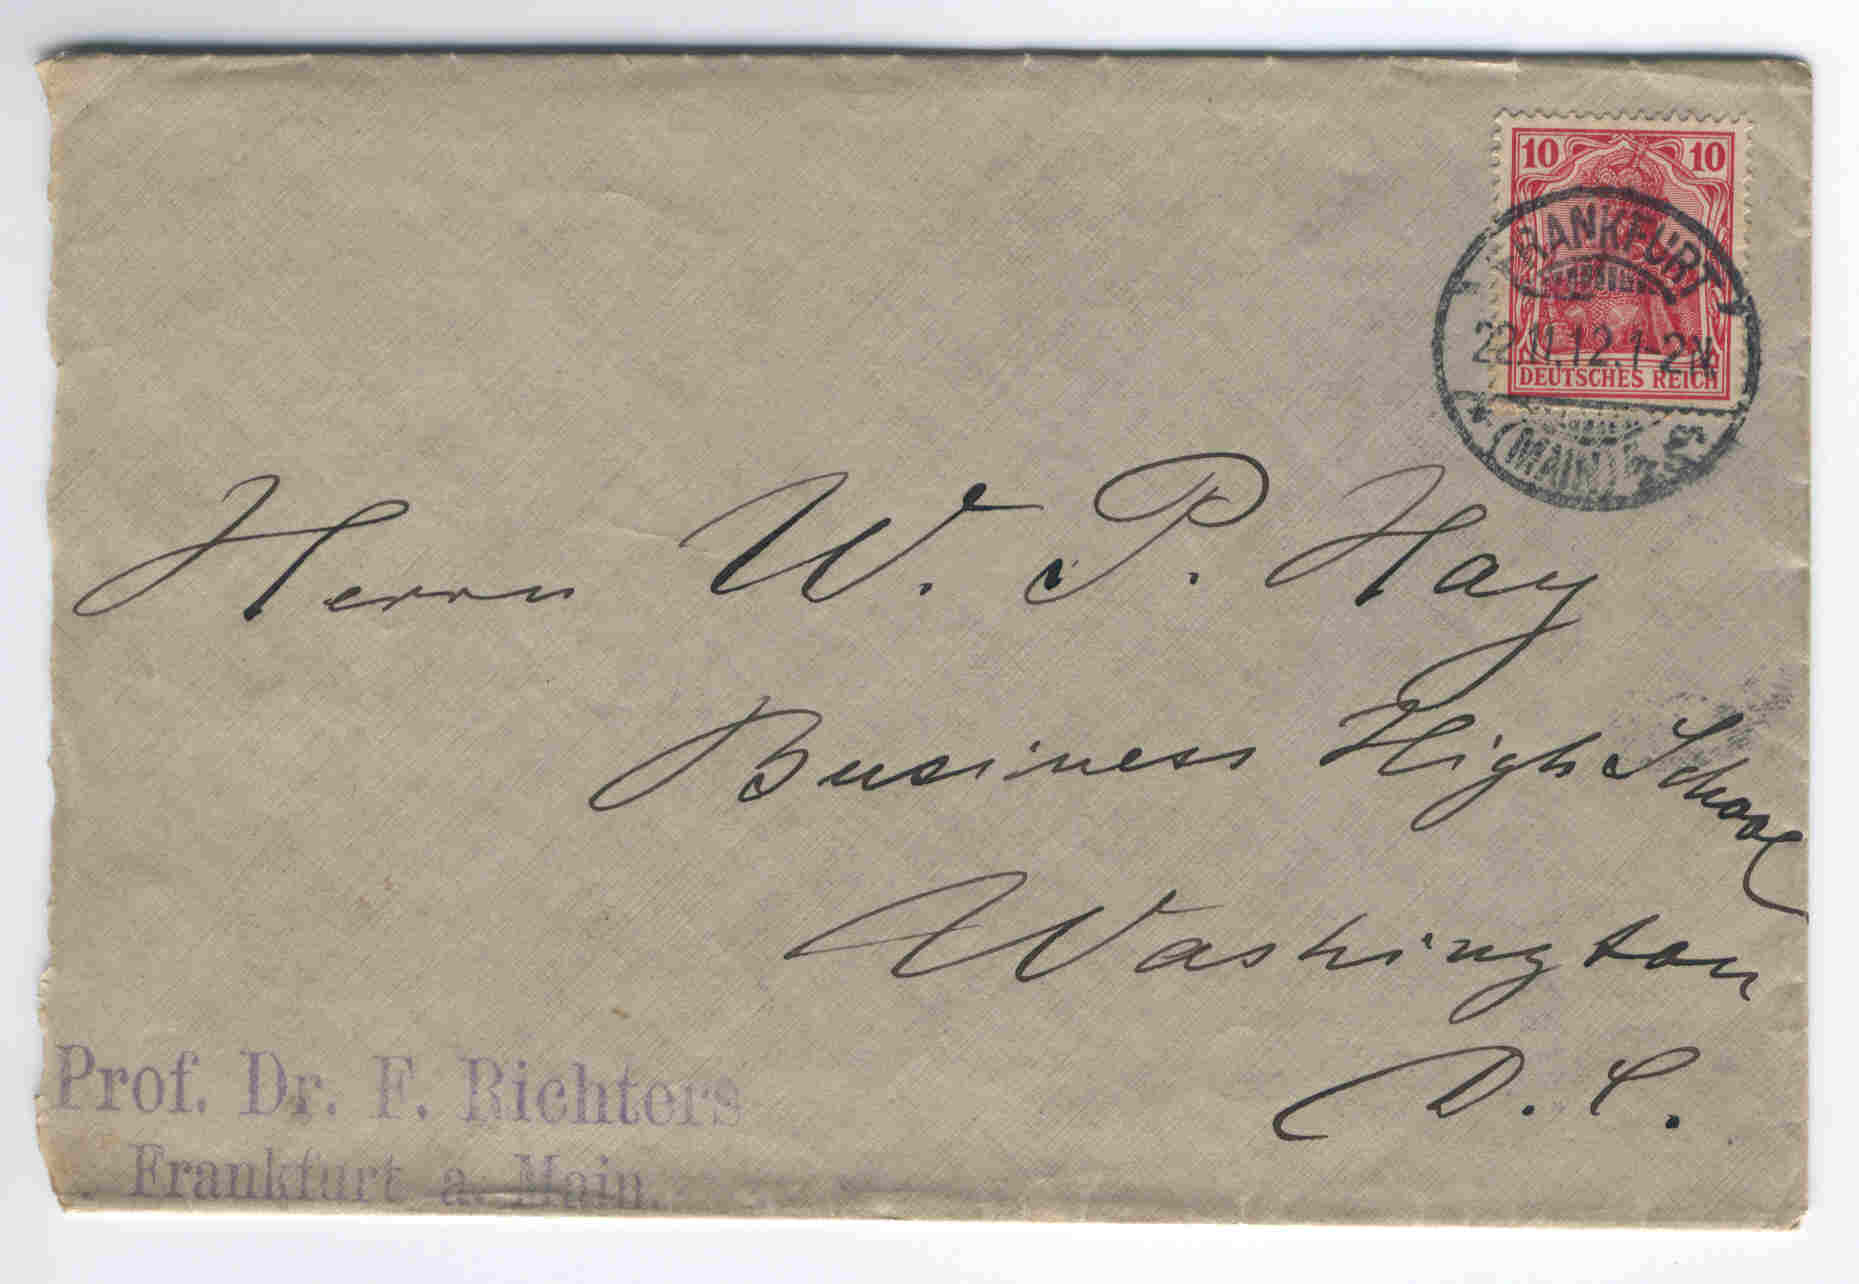 10 10
FRANKFURT
22.11.12.1-2N
DEUTSCHES REICH
(MAIN)
Herrn W. P. Hay
Business High School
Washington
D. C.
Prof. Dr. F. Richters
Frankfurt a. Main.